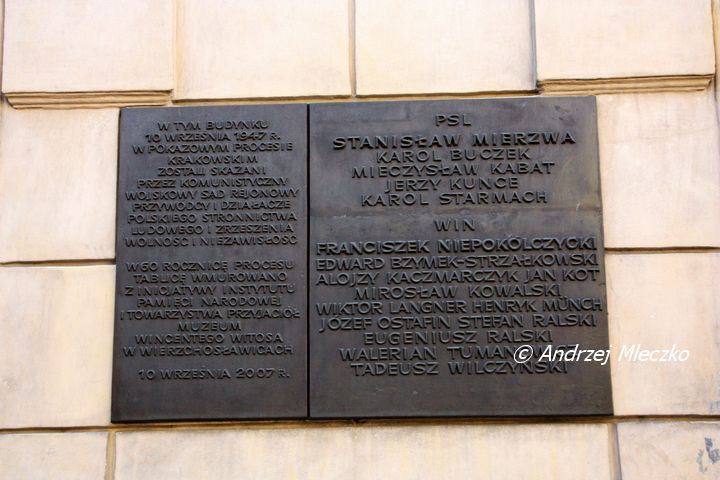 W TYM BUDYNKU
10 WRZEŚNIA 1947 R.
W POKAZOWYM PROCESIE
KRAKOWSKIM
ZOSTALI SKAZANI
PRZEZ KOMUNISTYCZNY
WOJSKOWY SĄD REJONOWY
PRZYWÓDCY I DZIAŁACZE
POLSKIEGO STRONNICTWA
LUDOWEGO I ZRZESZENIA
WOLNOŚĆ I NIEZAWISŁOŚĆ
W 60 ROCZNICĘ PROCESU
TABLICĘ WMUROWANO
Z INICJATYWY INSTYTUTU
PAMIĘCI NARODOWEJ
I TOWARZYSTWA PRZYJACIÓŁ
MUZEUM
WINCENTEGO WITOSA
W WIERZCHOSŁAWICACH
10 WRZEŚNIA 2007 R.
PSL
STANISŁAW MIERZWA
KAROL BUCZEK
MIECZYSŁAW KABAT
JERZY KUNCE
KAROL STARMACH
WIN
FRANCISZEK NIEPOKÓLCZYCKI
EDWARD BZYMEK-STRZAŁKOWSKI
ALOJZY KACZMARCZYK JAN KOT
MIROSŁAW KOWALSKI
WIKTOR LANGNER HENRYK MÜNCH
JÓZEF OSTAFIN STEFAN RALSKI
EUGENIUSZ RALSKI
WALERIAN
TADEUSZ WILCZYŃSKI
© Andrzej Mleczko